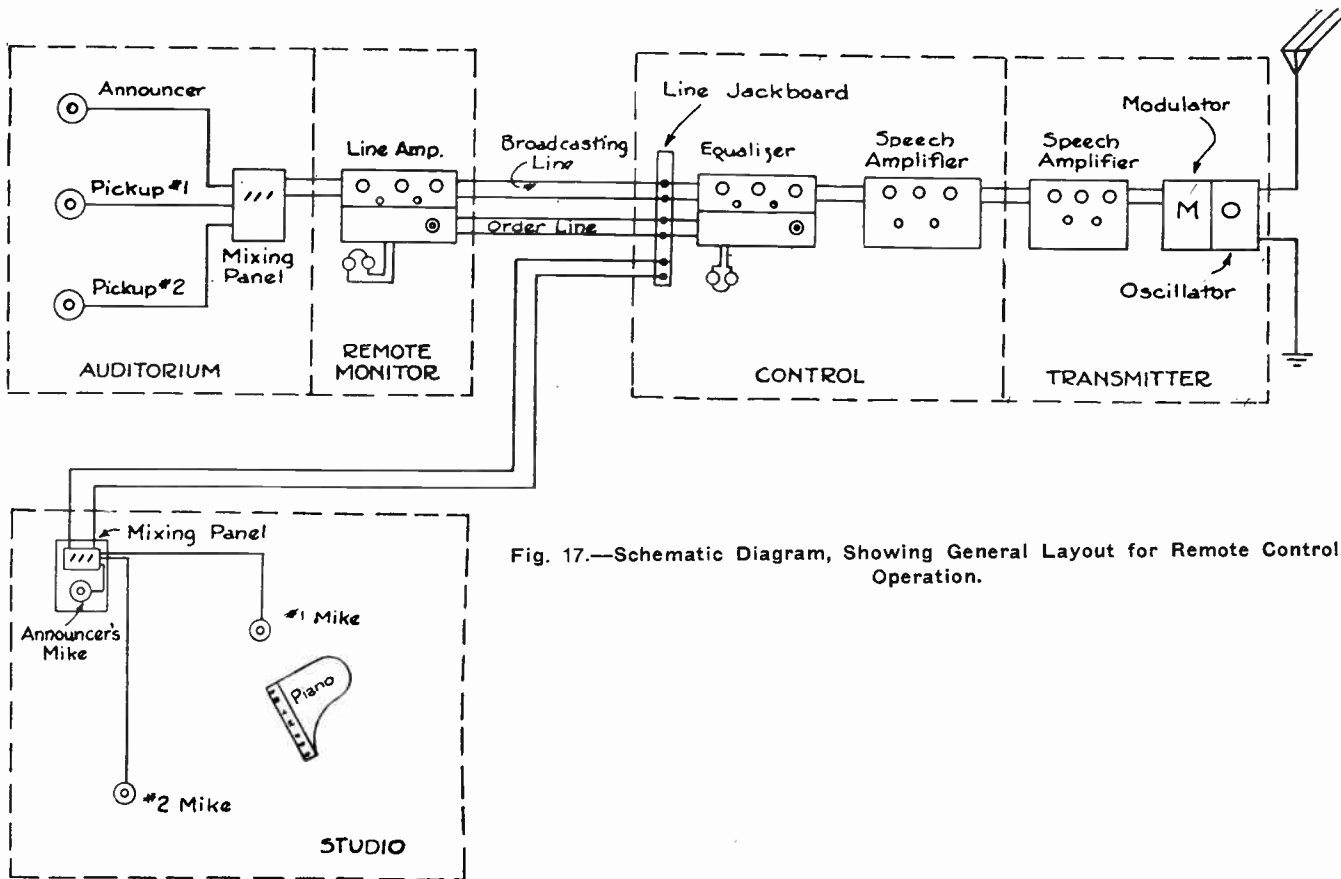 Announcer
Pickup #1
Pickup #2
Mixing
Panel
AUDITORIUM
Line Amp.
REMOTE
MONITOR
Broadcasting
Line
Order Line
Line Jackboard
Equalizer
Speech
Amplifier
CONTROL
Speech
Amplifier
Modulator
M
Oscillator
TRANSMITTER
Mixing Panel
Announcer's
Mike
#1 Mike
Piano
#2 Mike
STUDIO
Fig. 17.—Schematic Diagram, Showing General Layout for Remote Control
Operation.